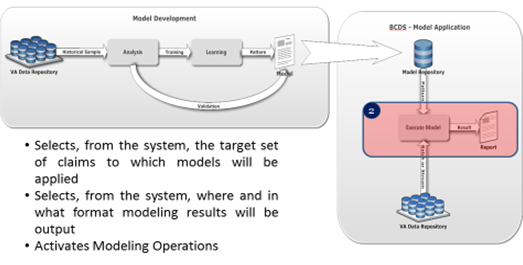 Model Development
BCDS - Model Application
Historical Sample
Analysis
Training
Learning
Pattern
Model
VA Data Repository
Validation
Model Repository
Pattern
2
Execute Model
Result
Report
VA Data Repository
• Selects, from the system, the target set
of claims to which models will be
applied
• Selects, from the system, where and in
what format modeling results will be
output
• Activates Modeling Operations